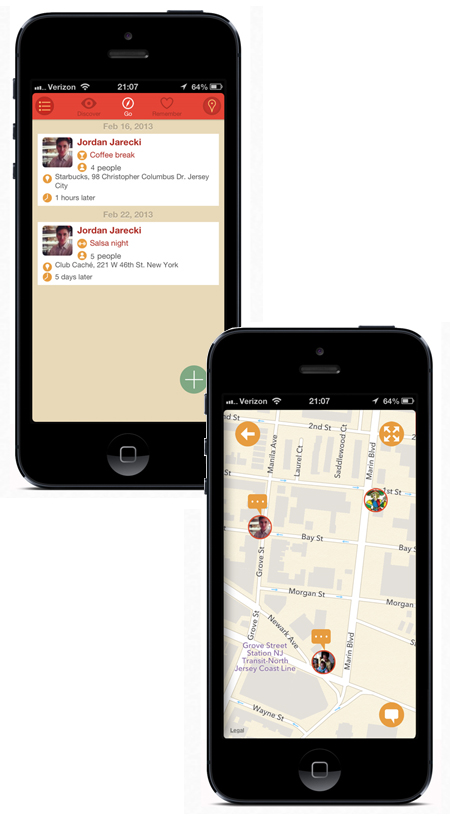 Verizon 21:07 64%
Discover Go Remember
Feb 16, 2013
Jordan Jarecki
Coffee break
4 people
Starbucks, 98 Christopher Columbus Dr. Jersey
City
1 hours later
Feb 22, 2013
Jordan Jarecki
Salsa night
5 people
Club Caché, 221 W 46th St. New York
5 days later
Verizon 21:07 64%
2nd St
2nd St
Manila Ave
Laurel Ct
Saddlewood Ct
Marin Blvd
1st St
Bay St
Bay St
Grove St
Morgan St
Morgan
Grove St
Newark Ave
Marin Blvd
Grove Street
Station NJ
Transit-North
Jersey Coast Line
Wayne St
Legal